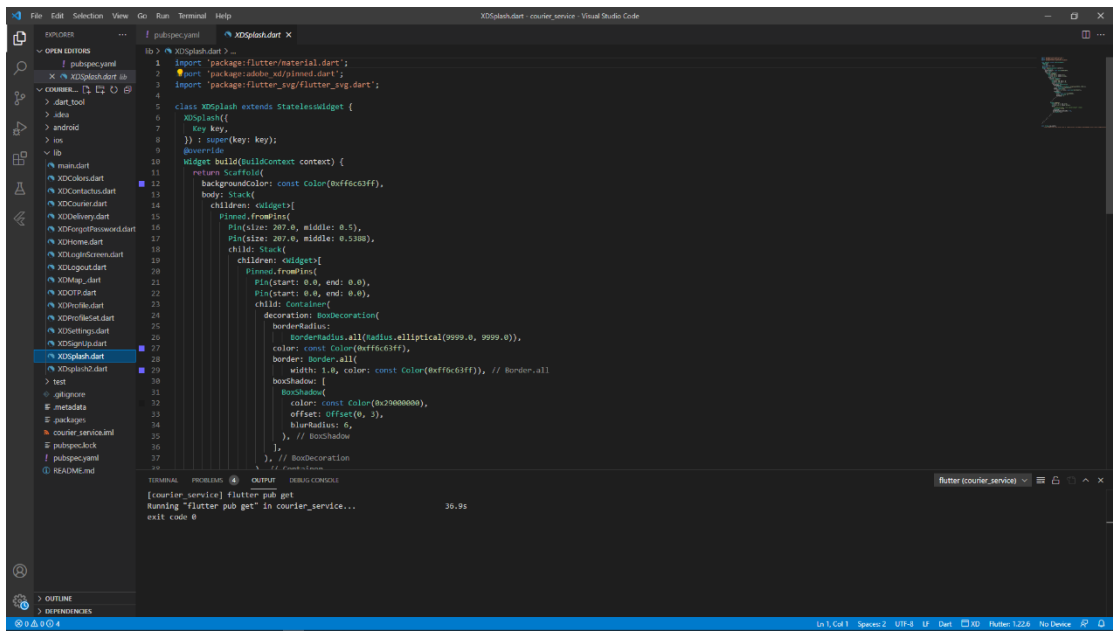 File Edit Selection View Go Run Terminal Help
XDSplash.dart - courier_service - Visual Studio Code
EXPLORER
OPEN EDITORS
pubspec.yaml
XDSplash.dart lib
COURIER...
.dart_tool
.idea
android
ios
lib
main.dart
XDColors.dart
XDContactus.dart
XDCourier.dart
XDDelivery.dart
XDForgotPassword.dart
XDHome.dart
XDLogInScreen.dart
XDLogout.dart
XDMap_.dart
XDOTP.dart
XDProfile.dart
XDProfileSet.dart
XDSettings.dart
XDSignUp.dart
XDSplash.dart
XDsplash2.dart
test
.gitignore
.metadata
.packages
courier_service.iml
pubspec.lock
pubspec.yaml
README.md
OUTLINE
DEPENDENCIES
pubspec.yaml XDSplash.dart
lib > XDSplash.dart > ...
1 import 'package:flutter/material.dart';
2 port 'package:adobe_xd/pinned.dart';
3 import 'package:flutter_svg/flutter_svg.dart';
4
5 class XDSplash extends StatelessWidget {
6 XDSplash({
7 Key key,
8 }) : super(key: key);
9 @override
10 Widget build(BuildContext context) {
11 return Scaffold(
12 backgroundColor: const Color(0xff6c63ff),
13 body: Stack(
14 children: <Widget>[
15 Pinned.fromPins(
16 Pin(size: 207.0, middle: 0.5),
17 Pin(size: 207.0, middle: 0.5308),
18 child: Stack(
19 children: <Widget>[
20 Pinned.fromPins(
21 Pin(start: 0.0, end: 0.0),
22 Pin(start: 0.0, end: 0.0),
23 child: Container(
24 decoration: BoxDecoration(
25 borderRadius:
26 BorderRadius.all(Radius.elliptical(9999.0, 9999.0)),
27 color: const Color(0xff6c63ff),
28 border: Border.all(
29 width: 1.0, color: const Color(0xff6c63ff)), // Border.all
30 boxShadow: [
31 BoxShadow(
32 color: const Color(0x29000000),
33 offset: Offset(0, 3),
34 blurRadius: 6,
35 ), // BoxShadow
36 ],
37 ), // BoxDecoration
38 ), // Container
TERMINAL PROBLEMS 4 OUTPUT DEBUG CONSOLE
flutter (courier_service)
[courier_service] flutter pub get
Running "flutter pub get" in courier_service... 36.9s
exit code 0
0 0 4
Ln 1, Col 1 Spaces: 2 UTF-8 LF Dart XD Flutter: 1.22.6 No Device